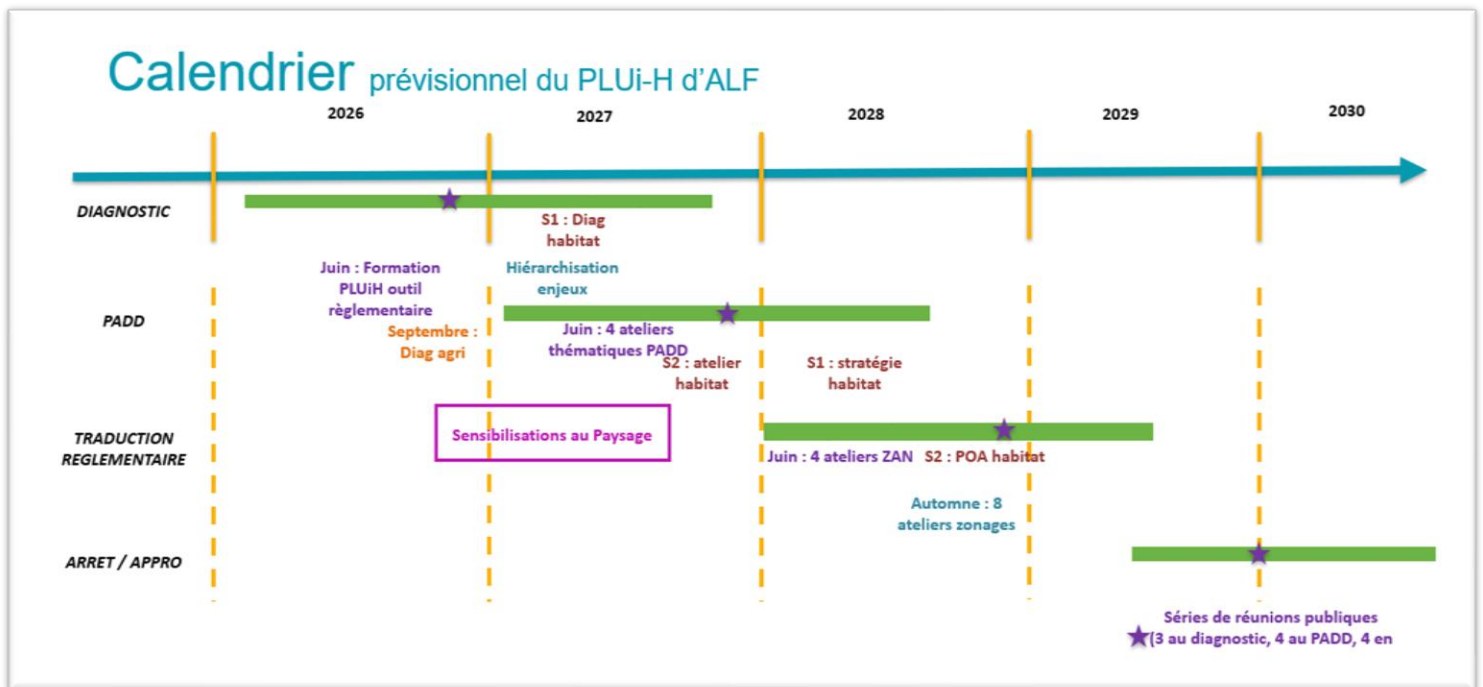 Calendrier prévisionnel du PLUi-H d'ALF
2026
2027
2028
2029
2030
DIAGNOSTIC
S1 : Diag
habitat
Juin : Formation
PLUiH outil
règlementaire
Hiérarchisation
enjeux
PADD
Septembre :
Diag agri
Juin : 4 ateliers
thématiques PADD
S2 : atelier
habitat
S1 : stratégie
habitat
TRADUCTION
REGLEMENTAIRE
Sensibilisations au Paysage
Juin : 4 ateliers ZAN
S2 : POA habitat
Automne : 8
ateliers zonages
ARRET / APPRO
Séries de réunions publiques
(3 au diagnostic, 4 au PADD, 4 en